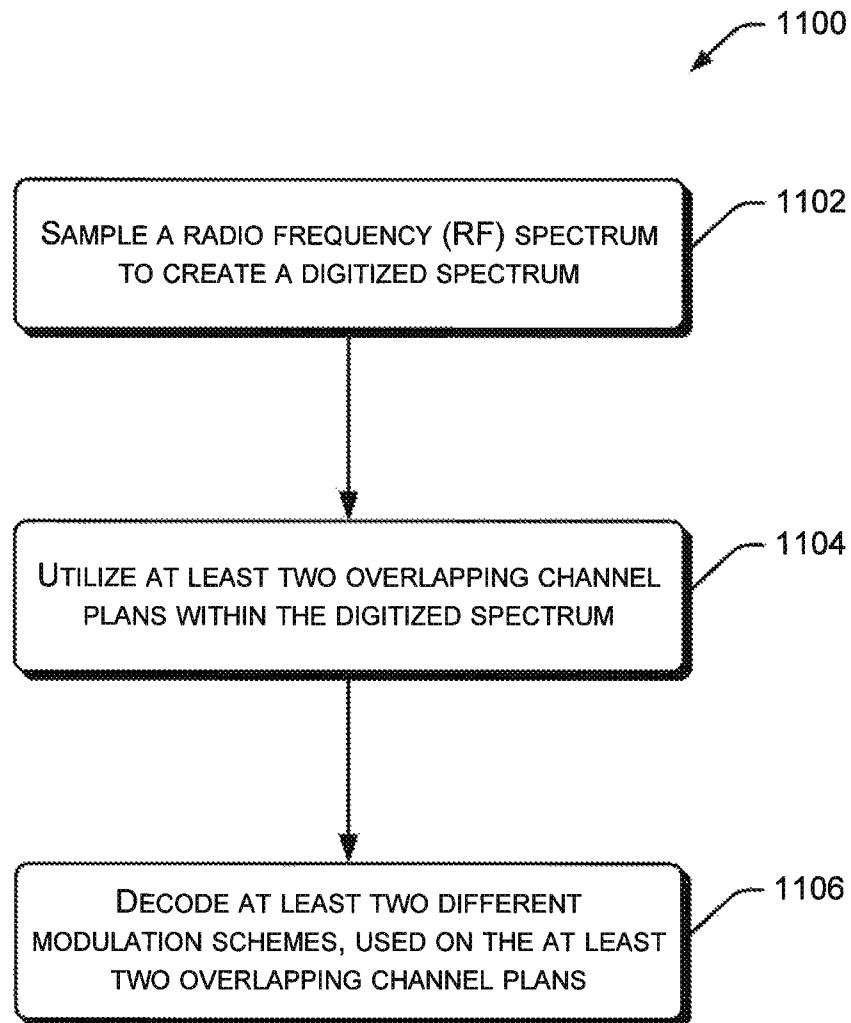 1100
SAMPLE A RADIO FREQUENCY (RF) SPECTRUM
TO CREATE A DIGITIZED SPECTRUM
1102
UTILIZE AT LEAST TWO OVERLAPPING CHANNEL
PLANS WITHIN THE DIGITIZED SPECTRUM
1104
DECODE AT LEAST TWO DIFFERENT
MODULATION SCHEMES, USED ON THE AT LEAST
TWO OVERLAPPING CHANNEL PLANS
1106